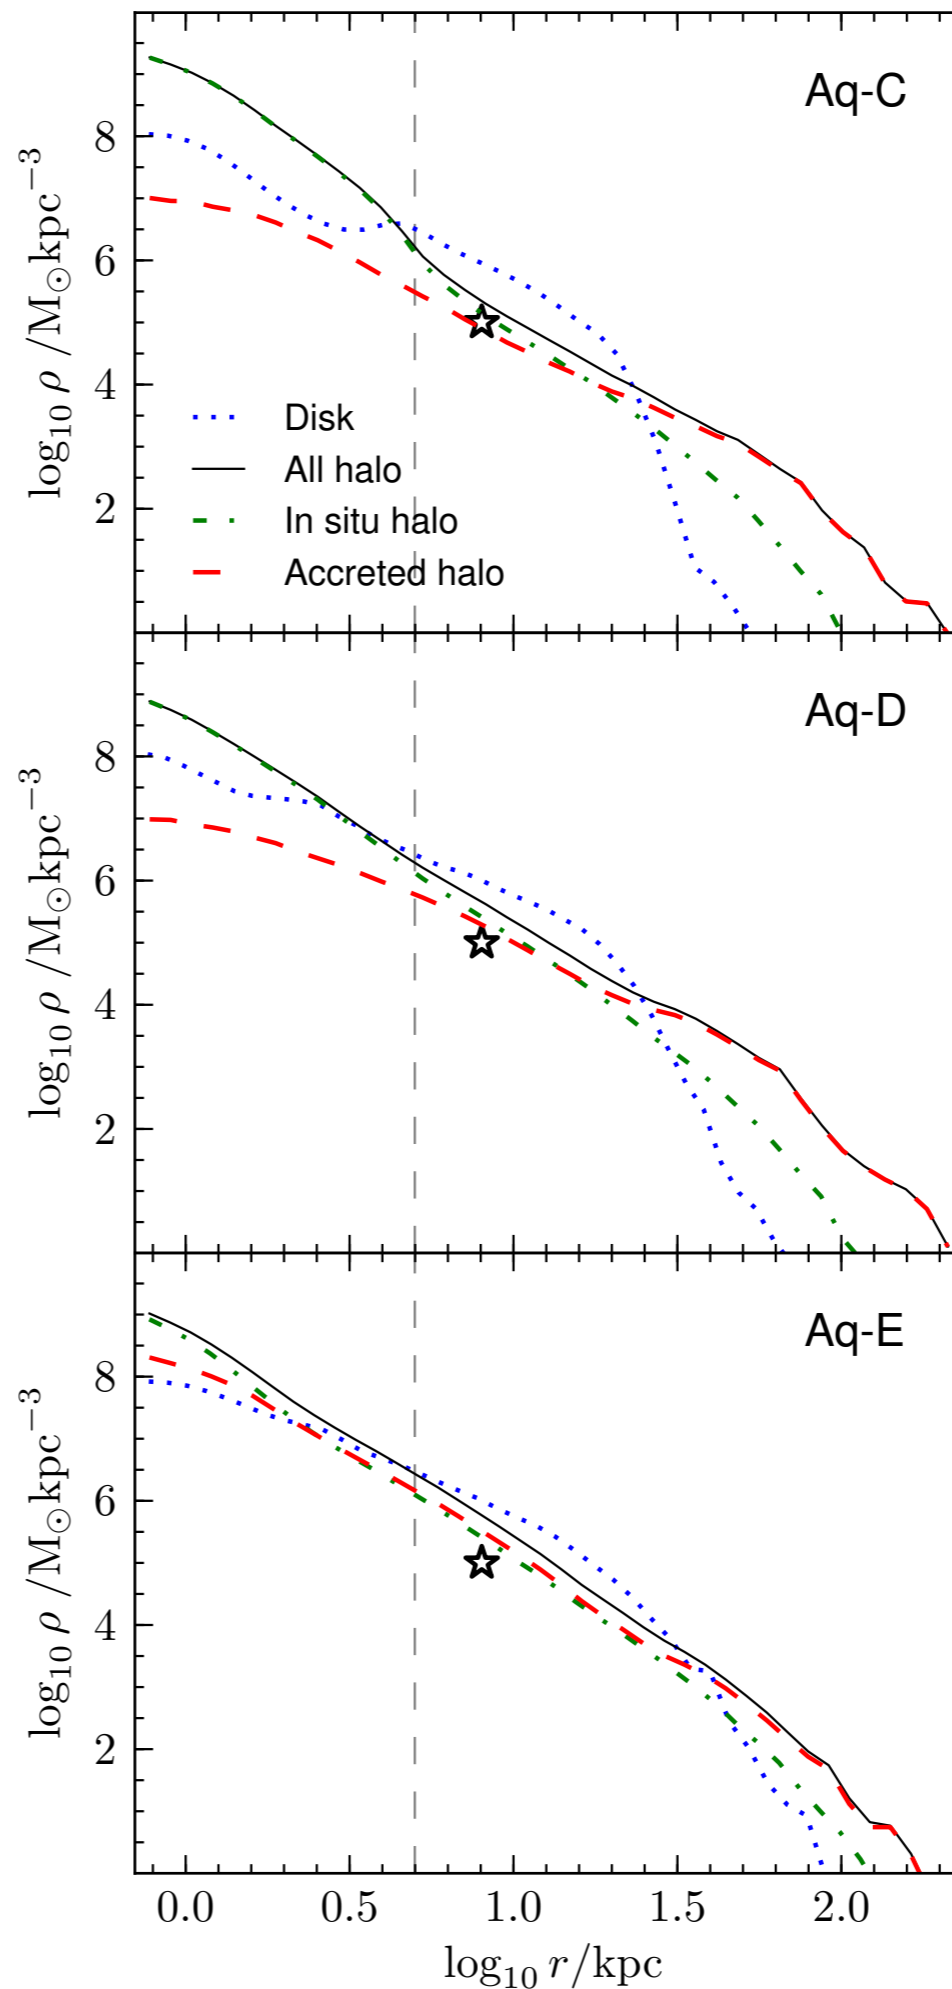 Aq-C
log₁₀ ρ /M⊙kpc⁻³
8
6
4
2
Disk
All halo
In situ halo
Accreted halo
Aq-D
log₁₀ ρ /M⊙kpc⁻³
8
6
4
2
Aq-E
log₁₀ ρ /M⊙kpc⁻³
8
6
4
2
0.0 0.5 1.0 1.5 2.0
log₁₀ r/kpc